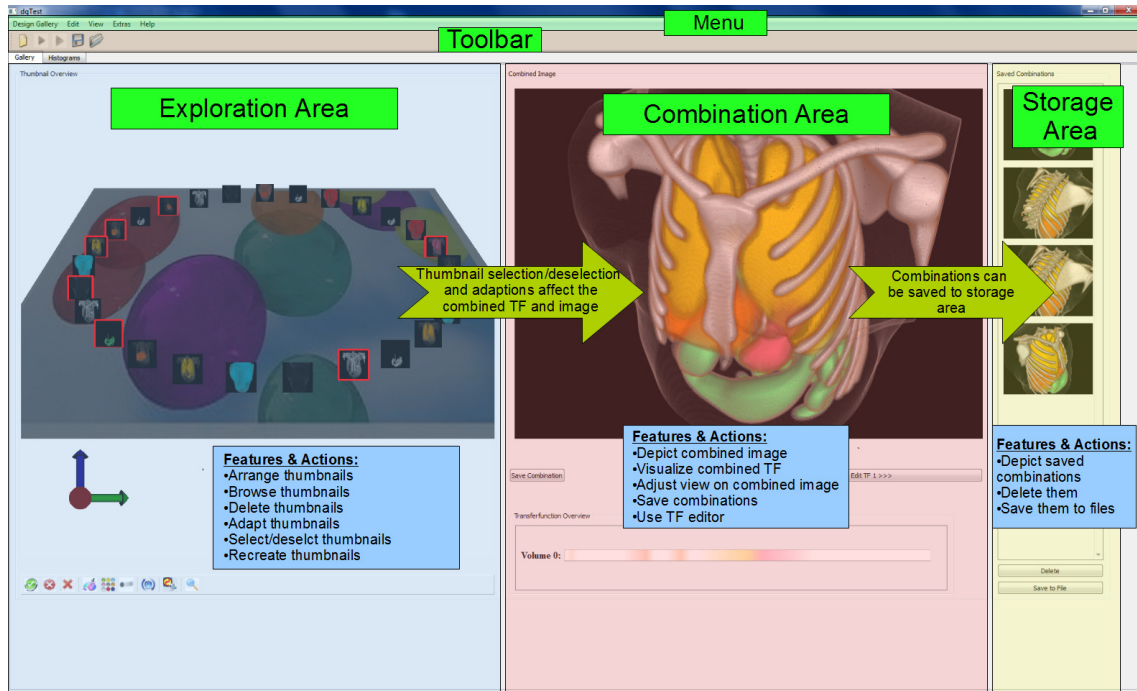 dqTest
Design Gallery Edit View Extras Help
Menu
Toolbar
Gallery Histograms
Thumbnail Overview
Exploration Area
Features & Actions:
•Arrange thumbnails
•Browse thumbnails
•Delete thumbnails
•Adapt thumbnails
•Select/deselct thumbnails
•Recreate thumbnails
Thumbnail selection/deselection
and adaptions affect the
combined TF and image
Combined Image
Combination Area
Features & Actions:
•Depict combined image
•Visualize combined TF
•Adjust view on combined image
•Save combinations
•Use TF editor
Save Combination
Edit TF 1 >>>
Transferfunction Overview
Volume 0:
Combinations can
be saved to storage
area
Saved Combinations
Storage
Area
Features & Actions:
•Depict saved
combinations
•Delete them
•Save them to files
Delete
Save to File